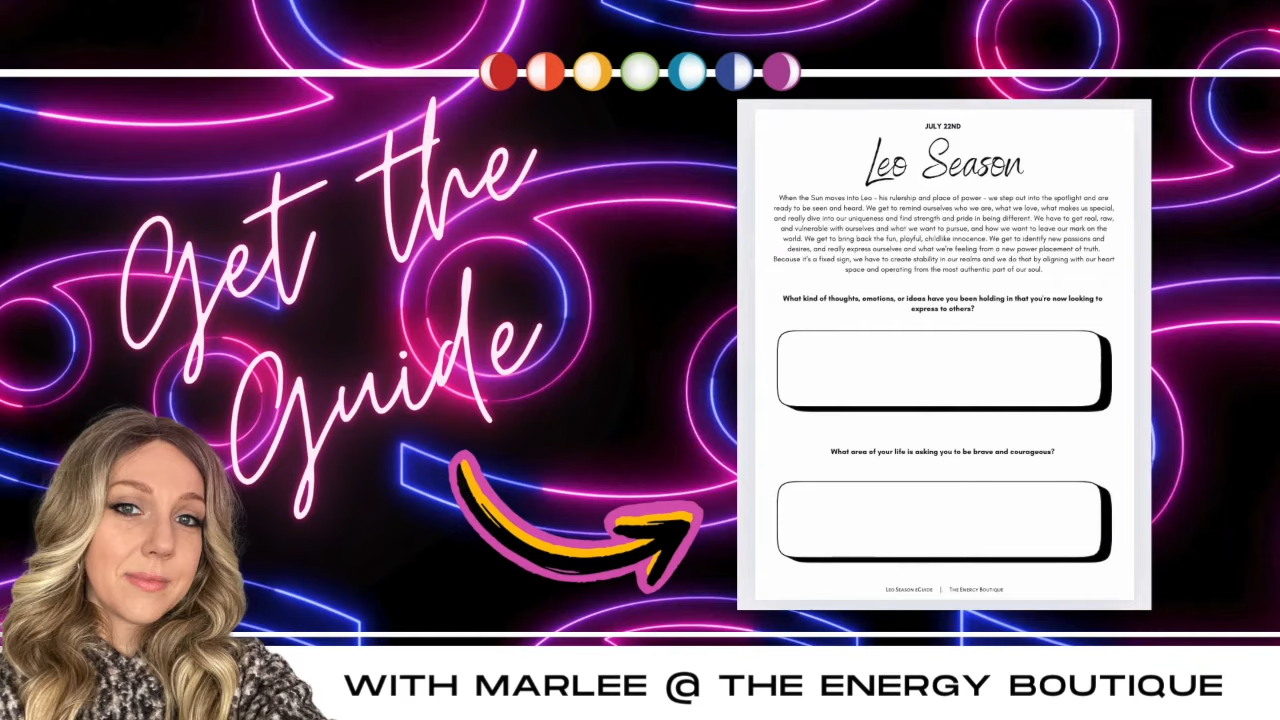 Get the
Guide
JULY 22ND
Leo Season
When the Sun moves into Leo - his rulership and place of power - we step out into the spotlight and are
ready to be seen and heard. We get to remind ourselves who we are, what we love, what makes us special,
and really dive into our uniqueness and find strength and pride in being different. We have to get real, raw,
and vulnerable with ourselves and what we want to pursue, and how we want to leave our mark on the
world. We get to bring back the fun, playful, childlike innocence. We get to identify new passions and
desires, and really express ourselves and what we're feeling from a new power placement of truth.
Because it's a fixed sign, we have to create stability in our realms and we do that by aligning with our heart
space and operating from the most authentic part of our soul.
What kind of thoughts, emotions, or ideas have you been holding in that you're now looking to
express to others?
What area of your life is asking you to be brave and courageous?
LEO SEASON EGUIDE | THE ENERGY BOUTIQUE
WITH MARLEE @ THE ENERGY BOUTIQUE